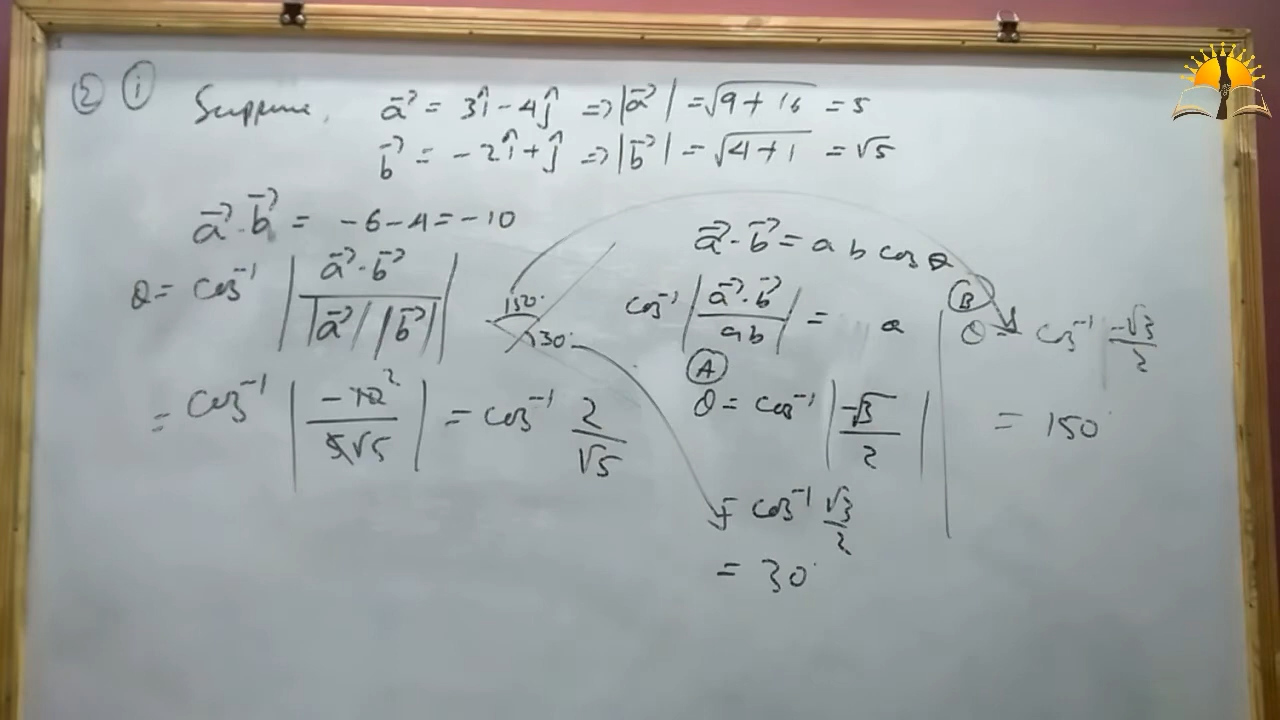 2 i Suppose, a⃗ = 3î - 4ĵ => |a⃗| = √9+16 = 5
b⃗ = -2î + ĵ => |b⃗| = √4+1 = √5
a⃗·b⃗ = -6-4 = -10
θ = cos⁻¹ | a⃗·b⃗ / |a⃗| |b⃗| |
= cos⁻¹ | -10 2 / 5√5 | = cos⁻¹ 2/√5
150°
30°
a⃗·b⃗ = a b cos θ
cos⁻¹ | a⃗·b⃗ / ab | = θ
A
θ = cos⁻¹ | -√3 / 2 |
= cos⁻¹ √3/2
= 30°
B
θ = cos⁻¹ -√3/2
= 150°